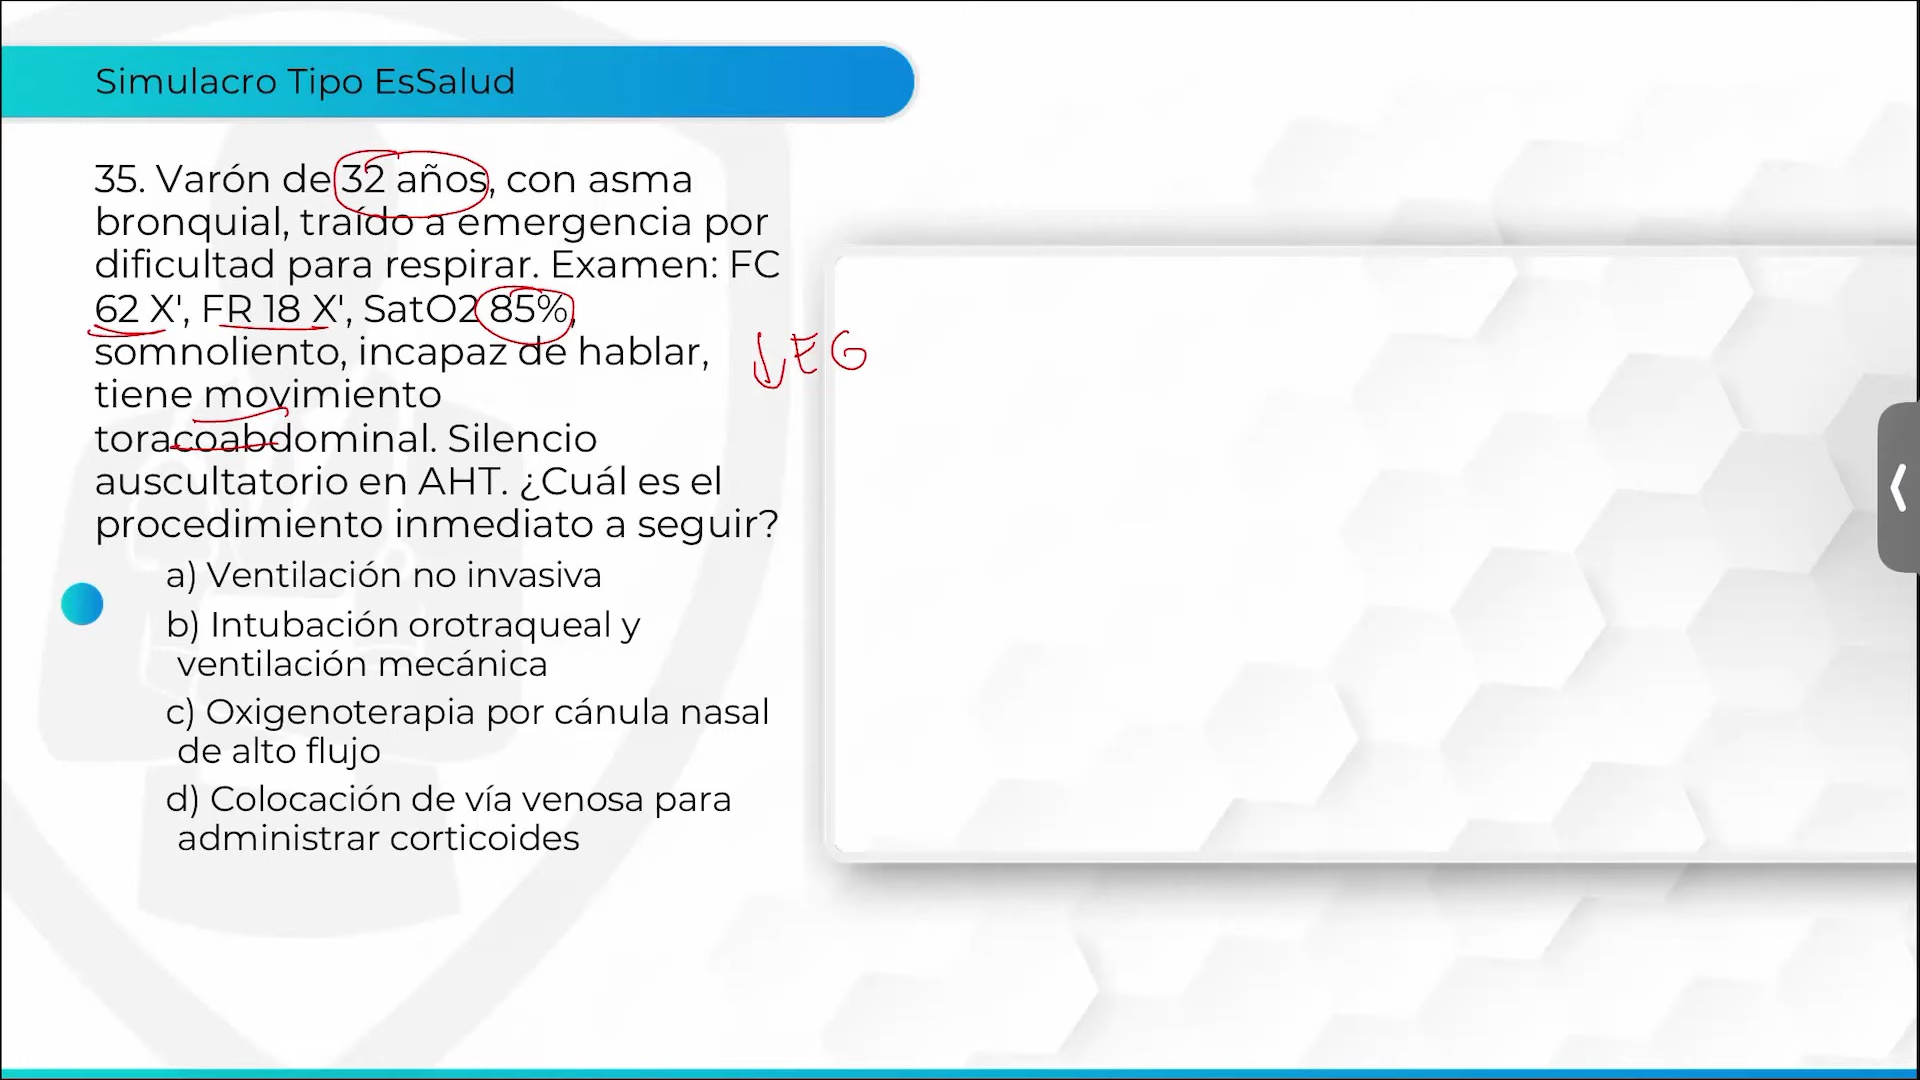 Simulacro Tipo EsSalud
35. Varón de 32 años, con asma
bronquial, traído a emergencia por
dificultad para respirar. Examen: FC
62 X', FR 18 X', SatO2 85%,
somnoliento, incapaz de hablar,
↓EG
tiene movimiento
toracoabdominal. Silencio
auscultatorio en AHT. ¿Cuál es el
procedimiento inmediato a seguir?
a) Ventilación no invasiva
b) Intubación orotraqueal y
ventilación mecánica
c) Oxigenoterapia por cánula nasal
de alto flujo
d) Colocación de vía venosa para
administrar corticoides